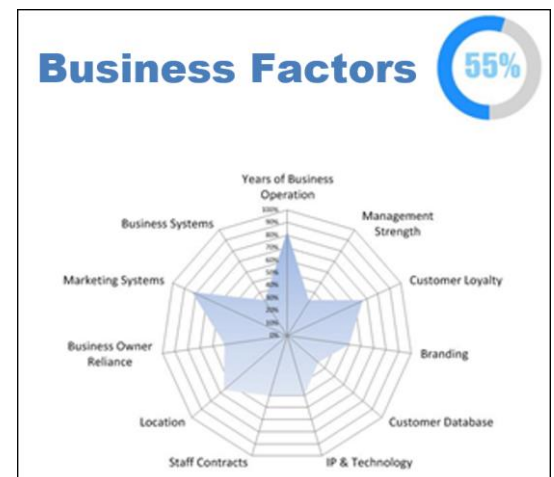 Business Factors
55%
Years of Business
Operation
100%
90%
80%
70%
60%
50%
40%
30%
20%
10%
0%
Management
Strength
Customer Loyalty
Branding
Customer Database
IP & Technology
Staff Contracts
Location
Business Owner
Reliance
Marketing Systems
Business Systems